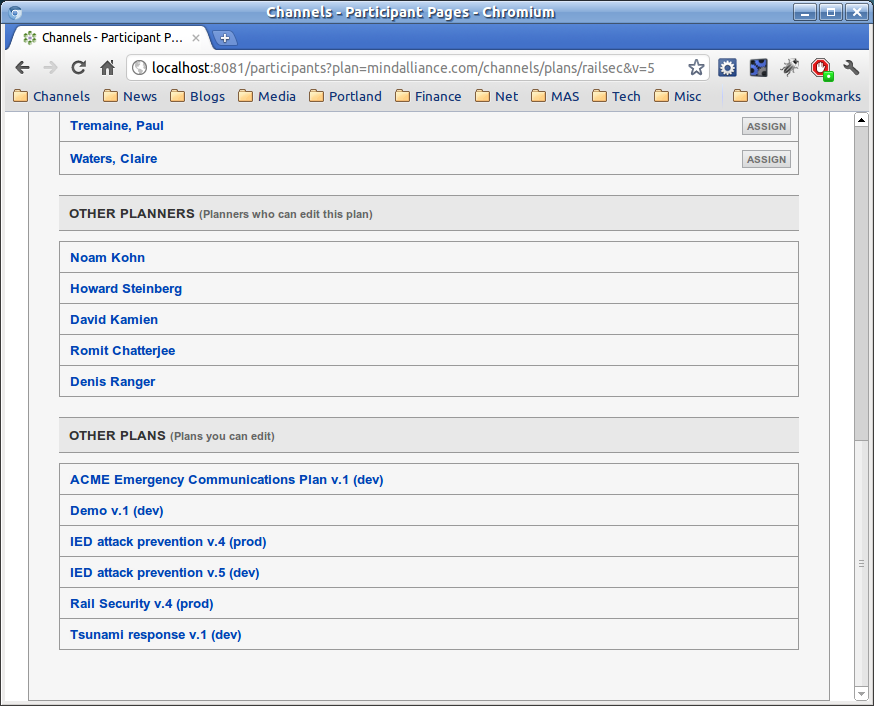 Channels - Participant Pages - Chromium
Channels - Participant P...
localhost:8081/participants?plan=mindalliance.com/channels/plans/railsec&v=5
Channels News Blogs Media Portland Finance Net MAS Tech Misc Other Bookmarks
Tremaine, Paul ASSIGN
Waters, Claire ASSIGN
OTHER PLANNERS (Planners who can edit this plan)
Noam Kohn
Howard Steinberg
David Kamien
Romit Chatterjee
Denis Ranger
OTHER PLANS (Plans you can edit)
ACME Emergency Communications Plan v.1 (dev)
Demo v.1 (dev)
IED attack prevention v.4 (prod)
IED attack prevention v.5 (dev)
Rail Security v.4 (prod)
Tsunami response v.1 (dev)